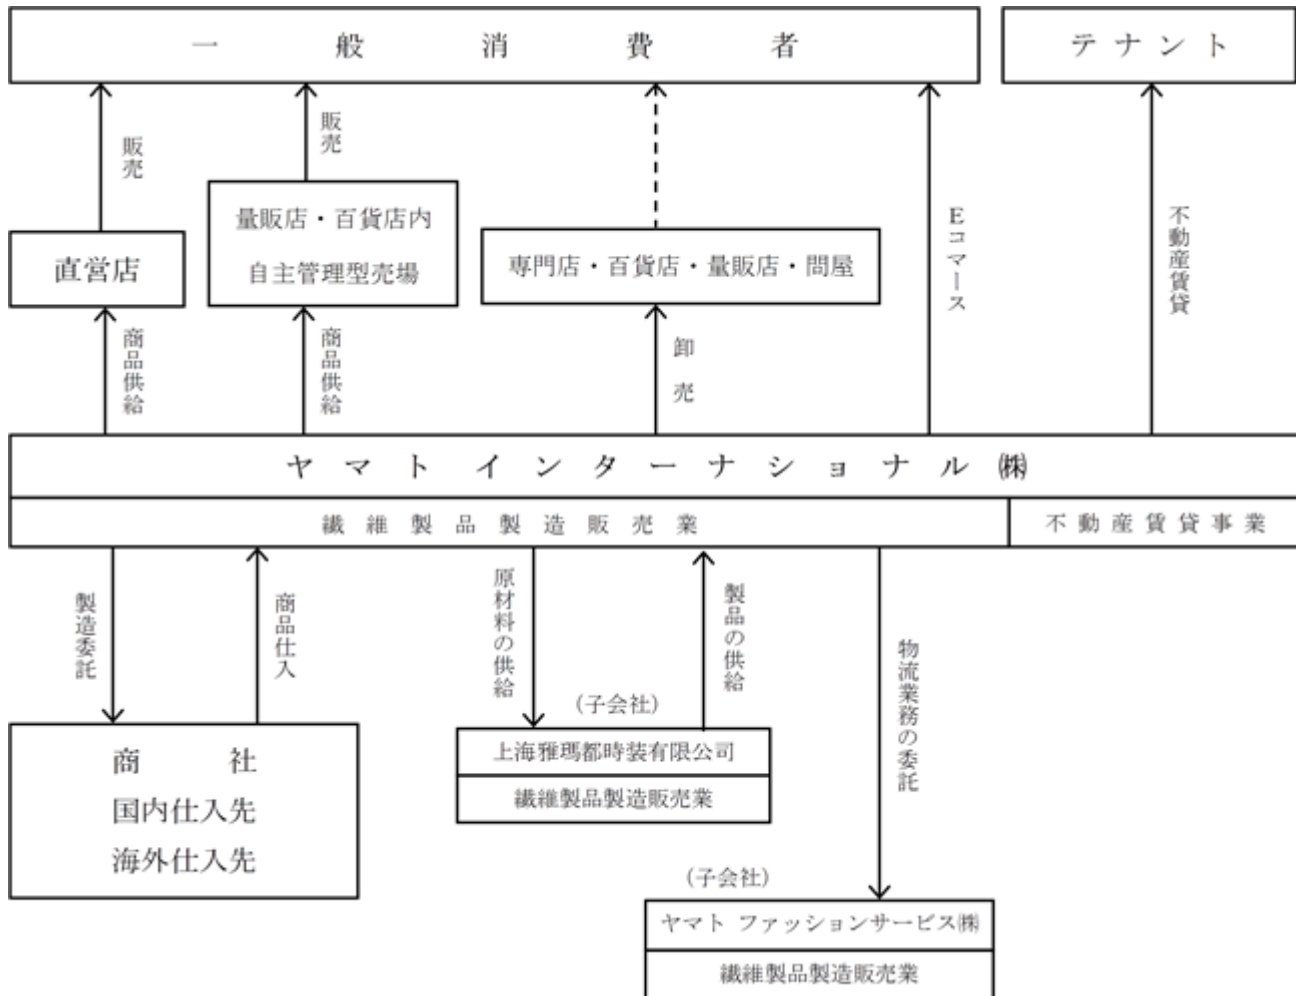 一般消費者
テナント
販売
販売
量販店・百貨店内
自主管理型売場
直営店
専門店・百貨店・量販店・問屋
Eコマース
不動産賃貸
商品供給
商品供給
卸売
ヤマトインターナショナル㈱
繊維製品製造販売業
不動産賃貸事業
製造委託
商品仕入
原材料の供給
製品の供給
物流業務の委託
(子会社)
上海雅瑪都時装有限公司
繊維製品製造販売業
商社
国内仕入先
海外仕入先
(子会社)
ヤマト ファッションサービス㈱
繊維製品製造販売業